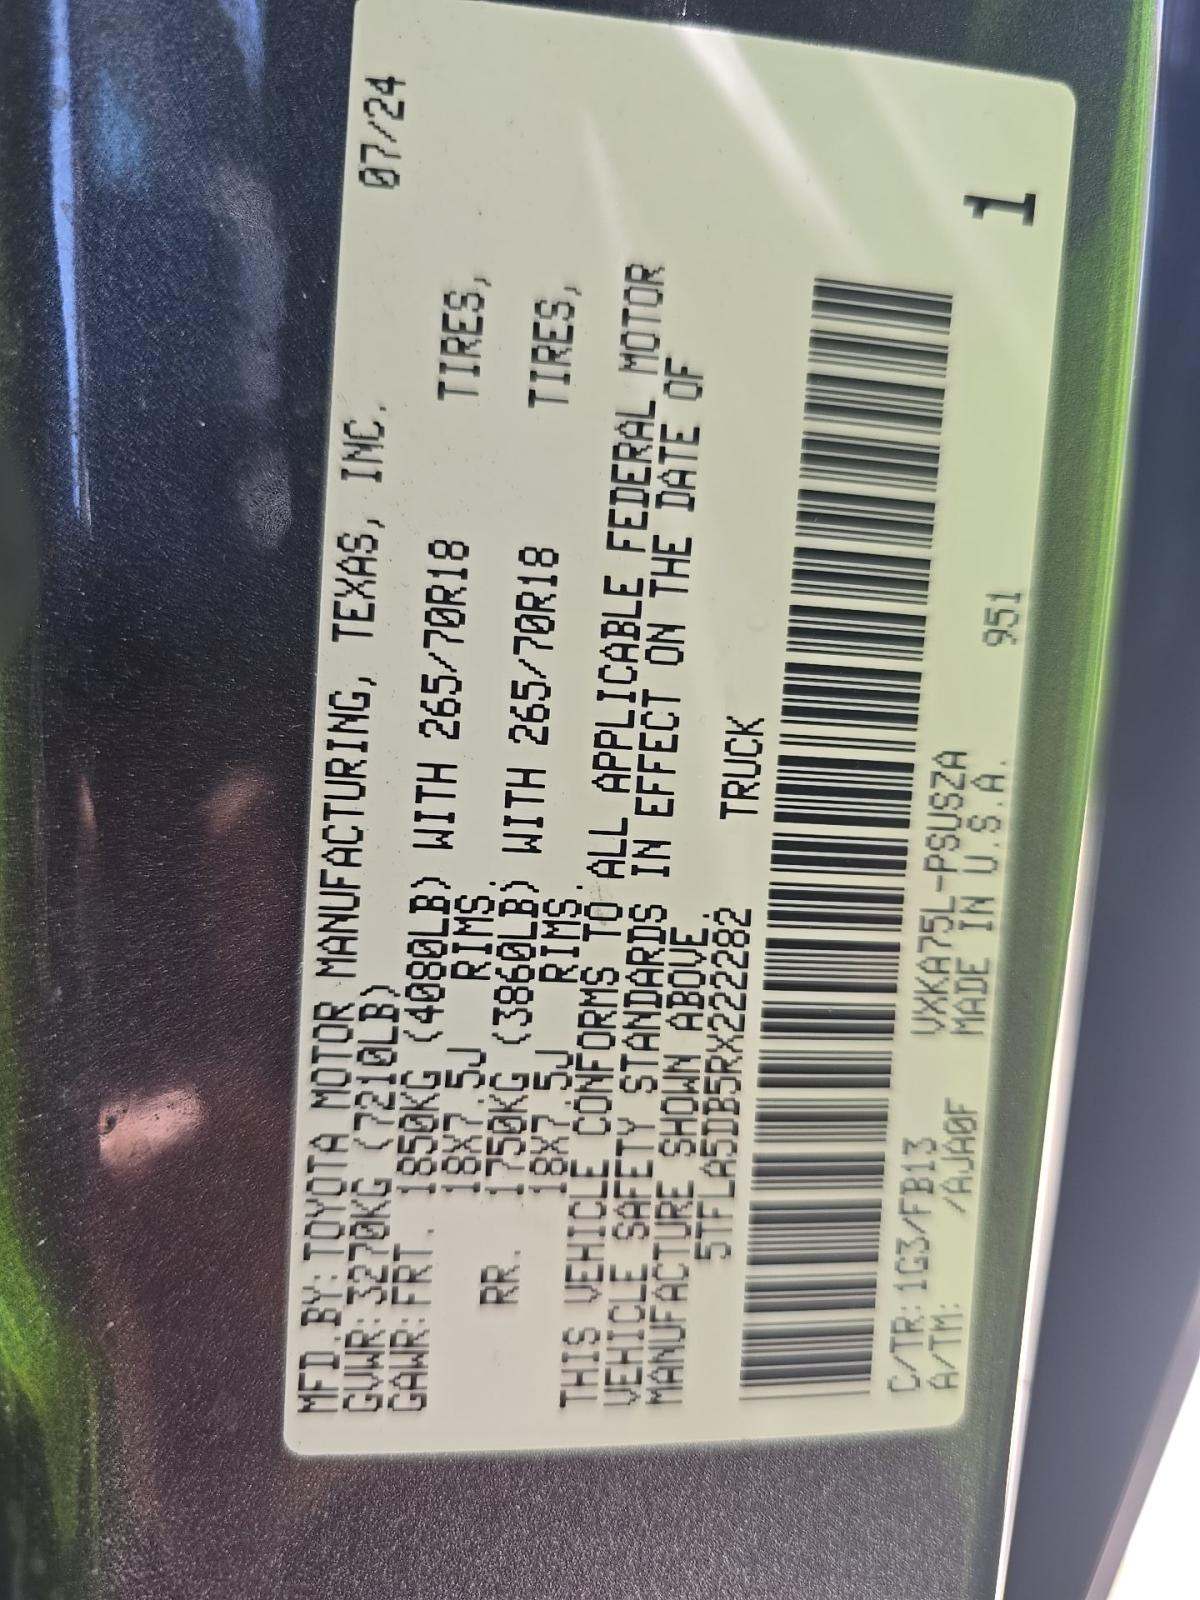 MFD.BY:TOYOTA MOTOR MANUFACTURING, TEXAS, INC. 07/24
GVWR:3270KG (7210LB)
GAWR:FRT. 1850KG (4080LB) WITH 265/70R18 TIRES,
18X7.5J RIMS.
RR. 1750KG (3860LB) WITH 265/70R18 TIRES,
18X7.5J RIMS.
THIS VEHICLE CONFORMS TO ALL APPLICABLE FEDERAL MOTOR
VEHICLE SAFETY STANDARDS IN EFFECT ON THE DATE OF
MANUFACTURE SHOWN ABOVE.
5TFLA5DB5RX222282 TRUCK
C/TR:1G3/FB13 VXKA75L-PSUSZA 951
A/TM: /AJA0F MADE IN U.S.A. 1